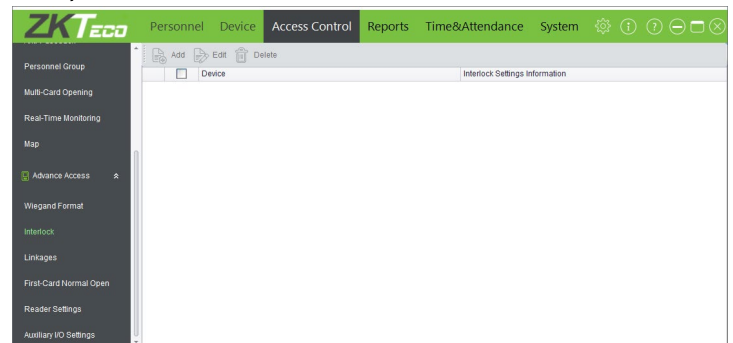 ZKTECO
Personnel Device Access Control Reports Time&Attendance System
Add Edit Delete
Device Interlock Settings Information
Personnel Group
Multi-Card Opening
Real-Time Monitoring
Map
Advance Access
Wiegand Format
Interlock
Linkages
First-Card Normal Open
Reader Settings
Auxiliary I/O Settings